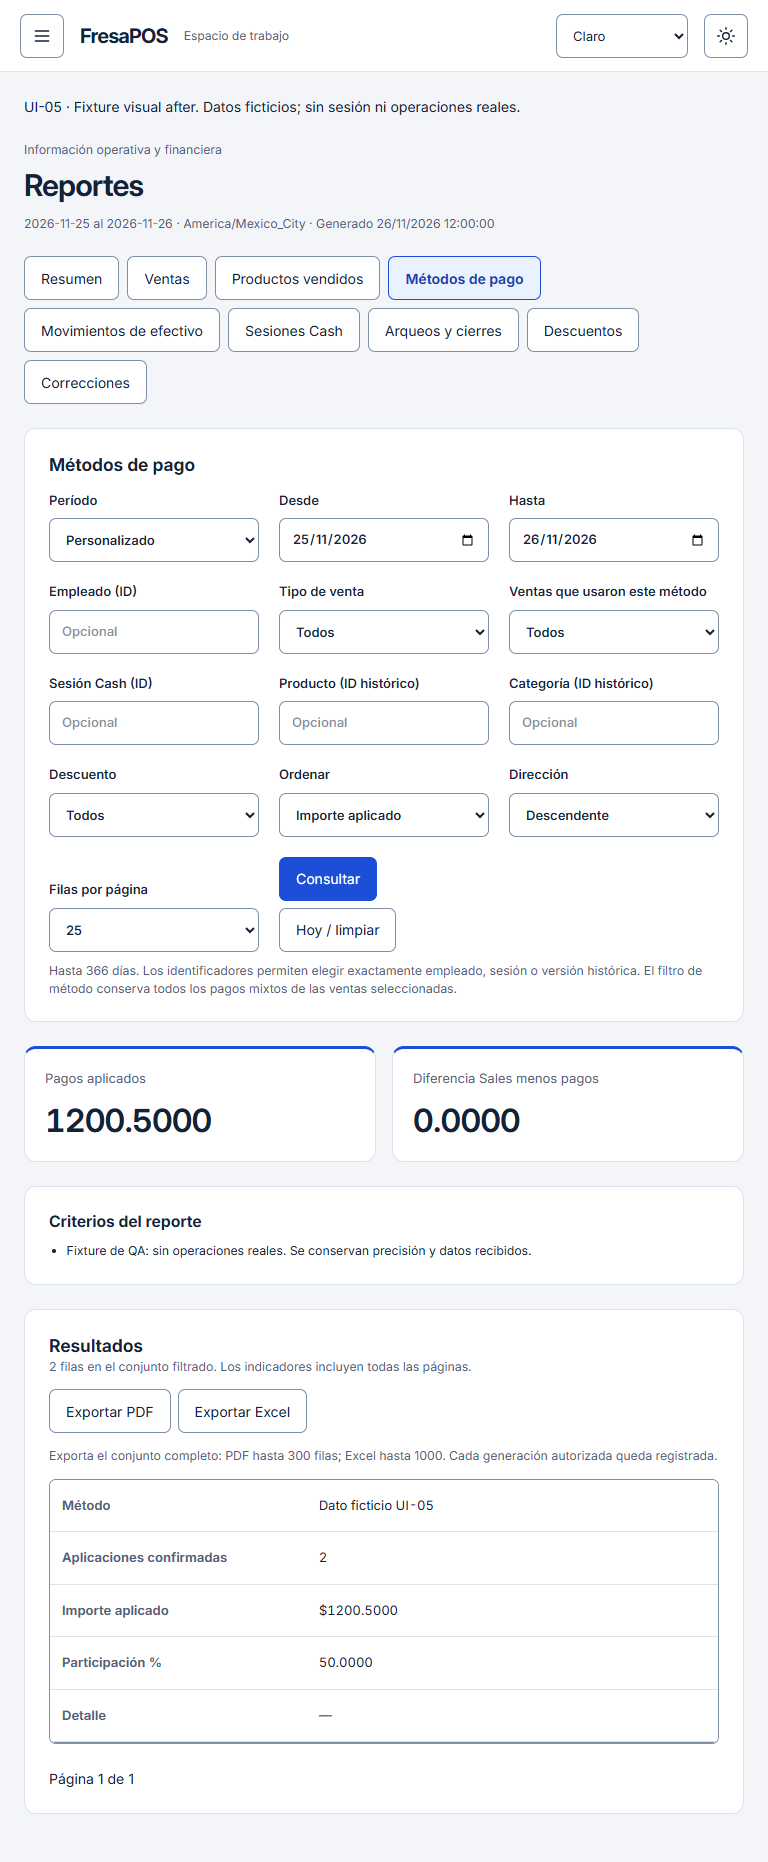 FresaPOS Espacio de trabajo Claro
UI-05 · Fixture visual after. Datos ficticios; sin sesión ni operaciones reales.
Información operativa y financiera
Reportes
2026-11-25 al 2026-11-26 · America/Mexico_City · Generado 26/11/2026 12:00:00
Resumen Ventas Productos vendidos Métodos de pago
Movimientos de efectivo Sesiones Cash Arqueos y cierres Descuentos
Correcciones
Métodos de pago
Período Desde Hasta
Personalizado 25/11/2026 26/11/2026
Empleado (ID) Tipo de venta Ventas que usaron este método
Opcional Todos Todos
Sesión Cash (ID) Producto (ID histórico) Categoría (ID histórico)
Opcional Opcional Opcional
Descuento Ordenar Dirección
Todos Importe aplicado Descendente
Consultar
Filas por página
25 Hoy / limpiar
Hasta 366 días. Los identificadores permiten elegir exactamente empleado, sesión o versión histórica. El filtro de
método conserva todos los pagos mixtos de las ventas seleccionadas.
Pagos aplicados Diferencia Sales menos pagos
1200.5000 0.0000
Criterios del reporte
• Fixture de QA: sin operaciones reales. Se conservan precisión y datos recibidos.
Resultados
2 filas en el conjunto filtrado. Los indicadores incluyen todas las páginas.
Exportar PDF Exportar Excel
Exporta el conjunto completo: PDF hasta 300 filas; Excel hasta 1000. Cada generación autorizada queda registrada.
Método Dato ficticio UI-05
Aplicaciones confirmadas 2
Importe aplicado $1200.5000
Participación % 50.0000
Detalle —
Página 1 de 1